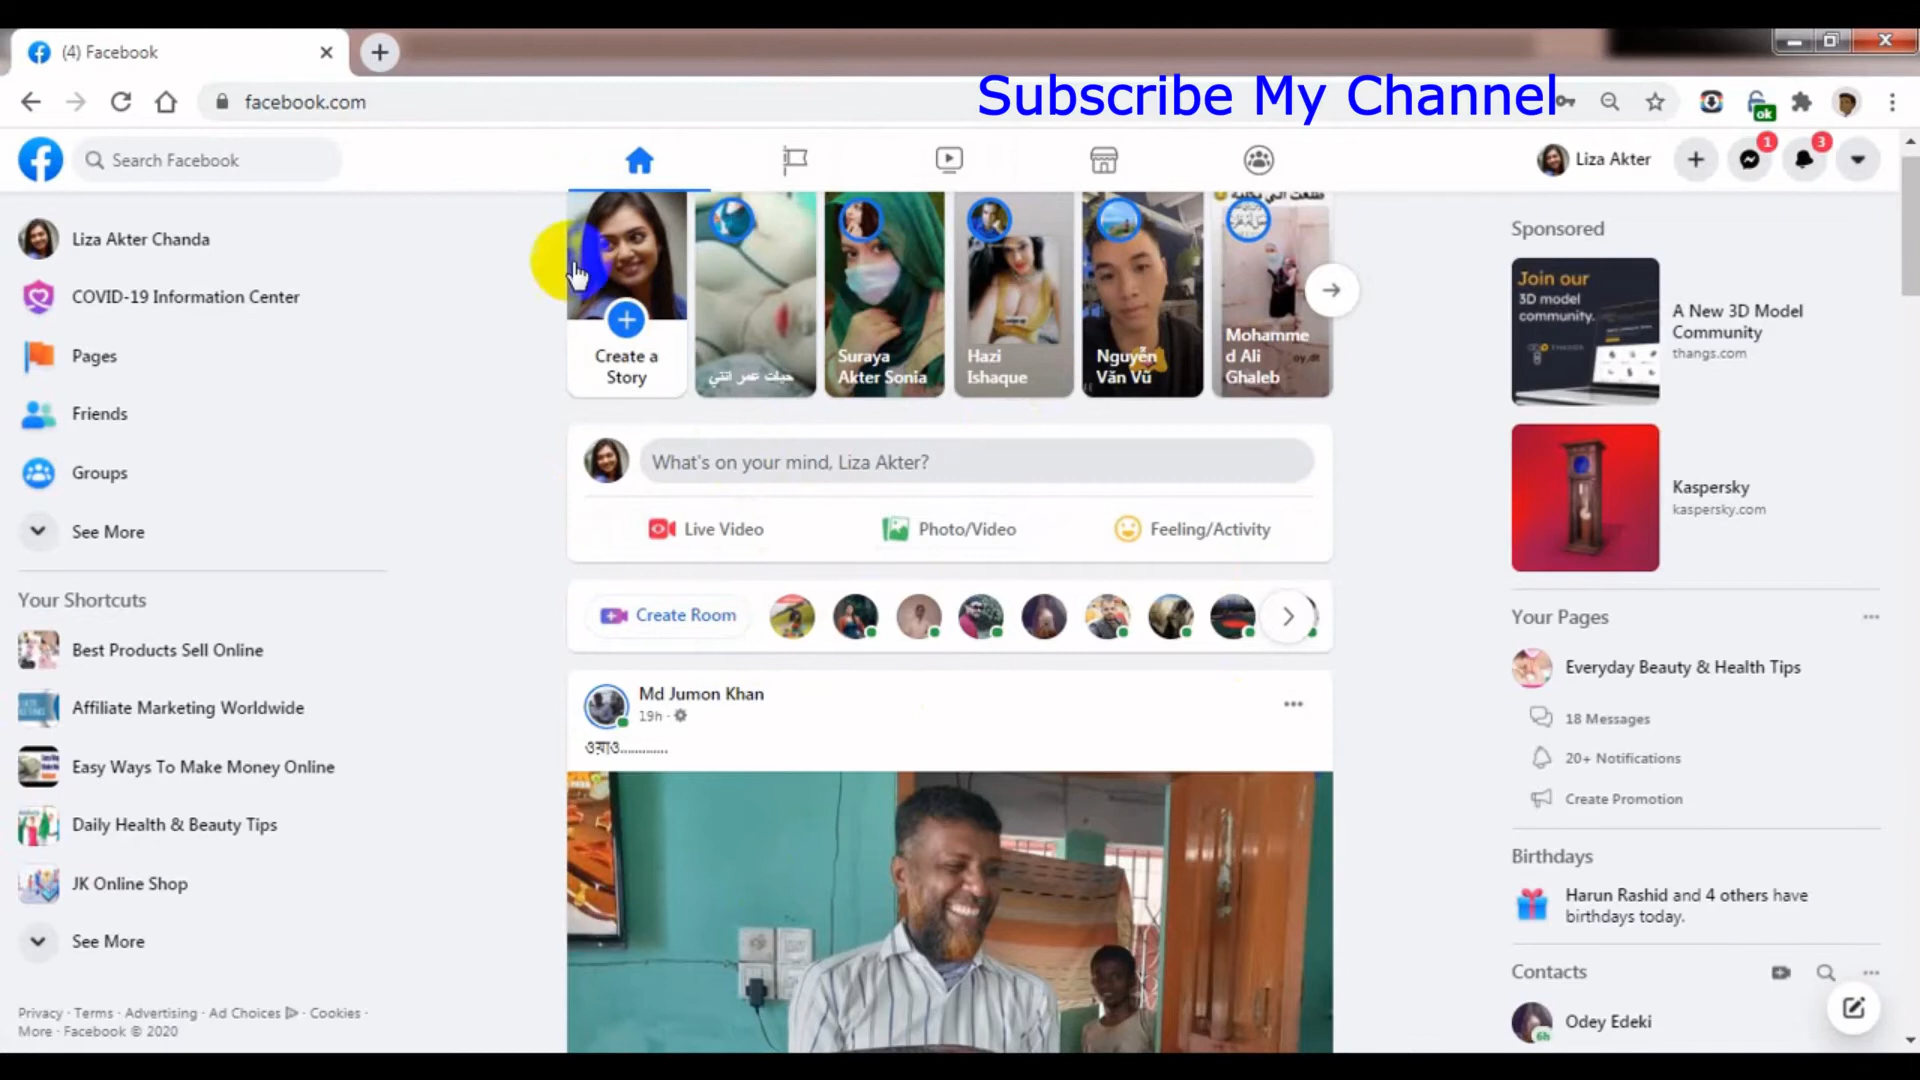 (4) Facebook
facebook.com
Subscribe My Channel
ok
Search Facebook
Liza Akter
1
3
Liza Akter Chanda
COVID-19 Information Center
Pages
Friends
Groups
See More
Your Shortcuts
Best Products Sell Online
Affiliate Marketing Worldwide
Easy Ways To Make Money Online
Daily Health & Beauty Tips
JK Online Shop
See More
Privacy · Terms · Advertising · Ad Choices · Cookies ·
More · Facebook © 2020
Create a
Story
Suraya
Akter Sonia
Hazi
Ishaque
Nguyễn
Văn Vũ
Mohamme
d Ali
Ghaleb
What's on your mind, Liza Akter?
Live Video
Photo/Video
Feeling/Activity
Create Room
Md Jumon Khan
19h ·
ওয়াও.............
Sponsored
Join our
3D model
community.
THANGS
A New 3D Model
Community
thangs.com
Kaspersky
kaspersky.com
Your Pages
Everyday Beauty & Health Tips
18 Messages
20+ Notifications
Create Promotion
Birthdays
Harun Rashid and 4 others have
birthdays today.
Contacts
Odey Edeki
6h